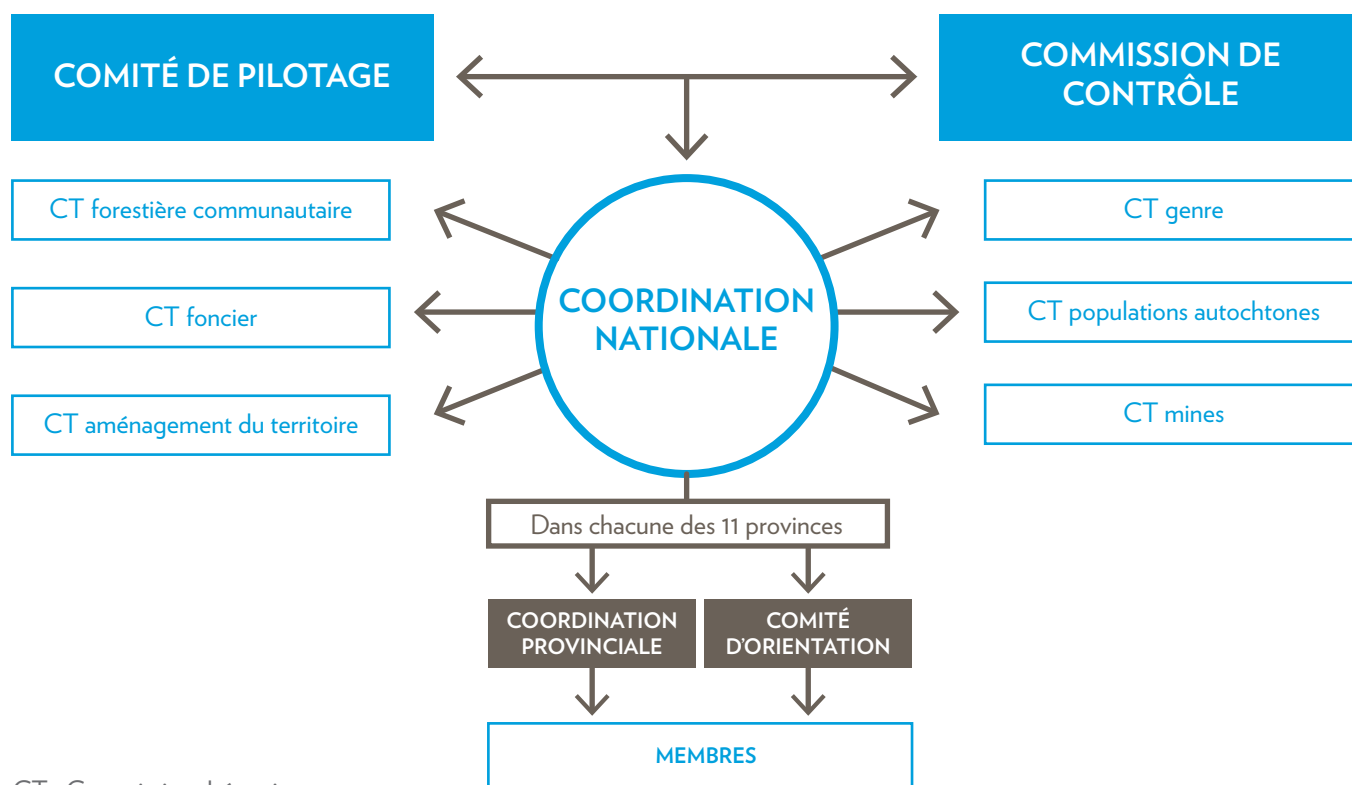 COMITÉ DE PILOTAGE
COMMISSION DE
CONTRÔLE
CT forestière communautaire
CT genre
COORDINATION
NATIONALE
CT foncier
CT populations autochtones
CT aménagement du territoire
CT mines
Dans chacune des 11 provinces
COORDINATION
PROVINCIALE
COMITÉ
D'ORIENTATION
MEMBRES